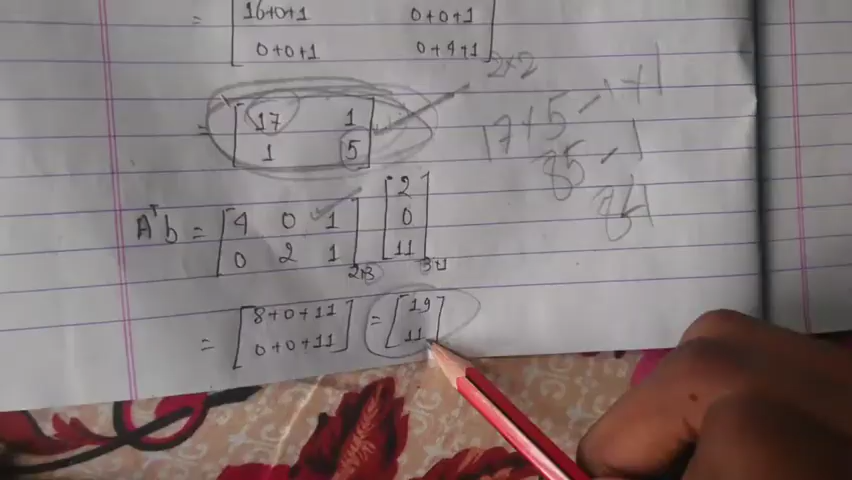 = [16+0+1 0+0+1
0+0+1 0+4+1]
2×2
= [17 1
1 5]
17×5 - 1×1
85 - 1
84
Aᵀb = [4 0 1
0 2 1]2×3 [2
0
11]3×1
= [8+0+11
0+0+11] = [19
11]